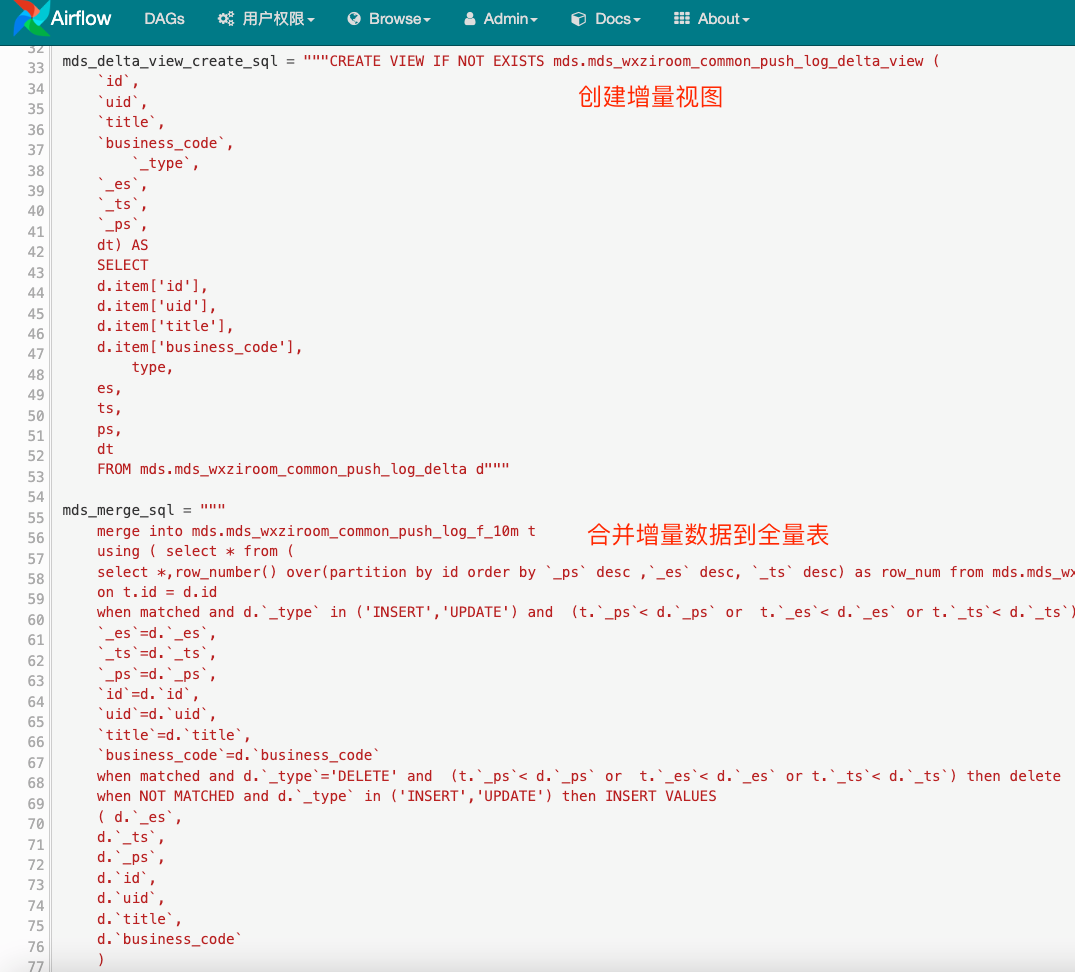 Airflow DAGs 用户权限 Browse Admin Docs About
32
33 mds_delta_view_create_sql = """CREATE VIEW IF NOT EXISTS mds.mds_wxziroom_common_push_log_delta_view (
34 `id`,
创建增量视图
35 `uid`,
36 `title`,
37 `business_code`,
38 `_type`,
39 `_es`,
40 `_ts`,
41 `_ps`,
42 dt) AS
43 SELECT
44 d.item['id'],
45 d.item['uid'],
46 d.item['title'],
47 d.item['business_code'],
48 type,
49 es,
50 ts,
51 ps,
52 dt
53 FROM mds.mds_wxziroom_common_push_log_delta d"""
54
55 mds_merge_sql = """
56 merge into mds.mds_wxziroom_common_push_log_f_10m t
合并增量数据到全量表
57 using ( select * from (
58 select *,row_number() over(partition by id order by `_ps` desc ,`_es` desc, `_ts` desc) as row_num from mds.mds_wx
59 on t.id = d.id
60 when matched and d.`_type` in ('INSERT','UPDATE') and (t.`_ps`< d.`_ps` or t.`_es`< d.`_es` or t.`_ts`< d.`_ts`)
61 `_es`=d.`_es`,
62 `_ts`=d.`_ts`,
63 `_ps`=d.`_ps`,
64 `id`=d.`id`,
65 `uid`=d.`uid`,
66 `title`=d.`title`,
67 `business_code`=d.`business_code`
68 when matched and d.`_type`='DELETE' and (t.`_ps`< d.`_ps` or t.`_es`< d.`_es` or t.`_ts`< d.`_ts`) then delete
69 when NOT MATCHED and d.`_type` in ('INSERT','UPDATE') then INSERT VALUES
70 ( d.`_es`,
71 d.`_ts`,
72 d.`_ps`,
73 d.`id`,
74 d.`uid`,
75 d.`title`,
76 d.`business_code`
77 )